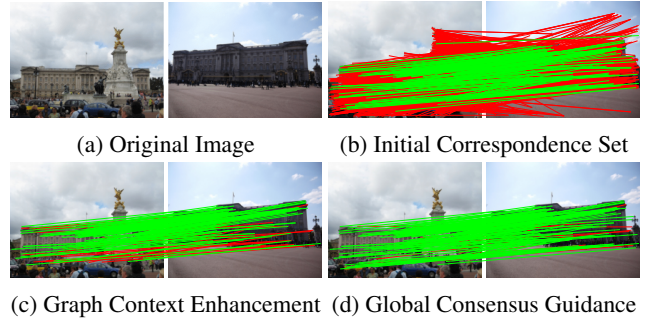 (a) Original Image
(b) Initial Correspondence Set
(c) Graph Context Enhancement
(d) Global Consensus Guidance